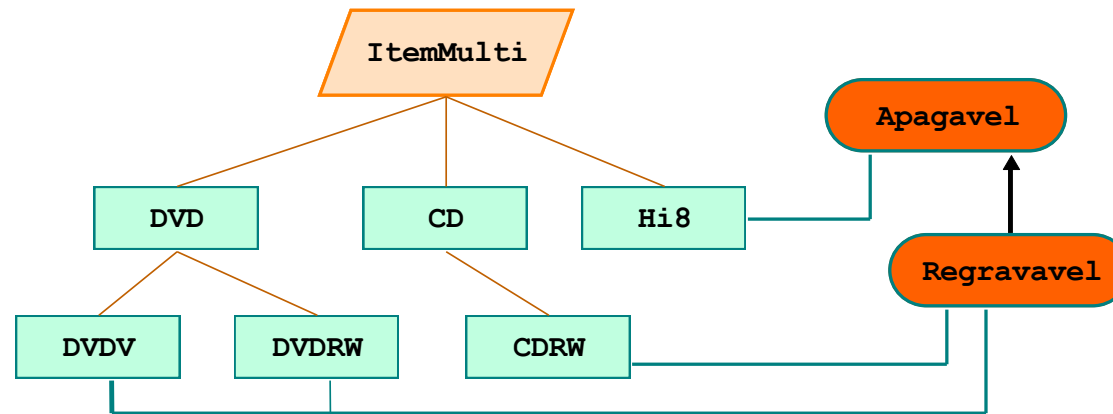 ItemMulti
Apagavel
DVD
CD
Hi8
Regravavel
DVDV
DVDRW
CDRW